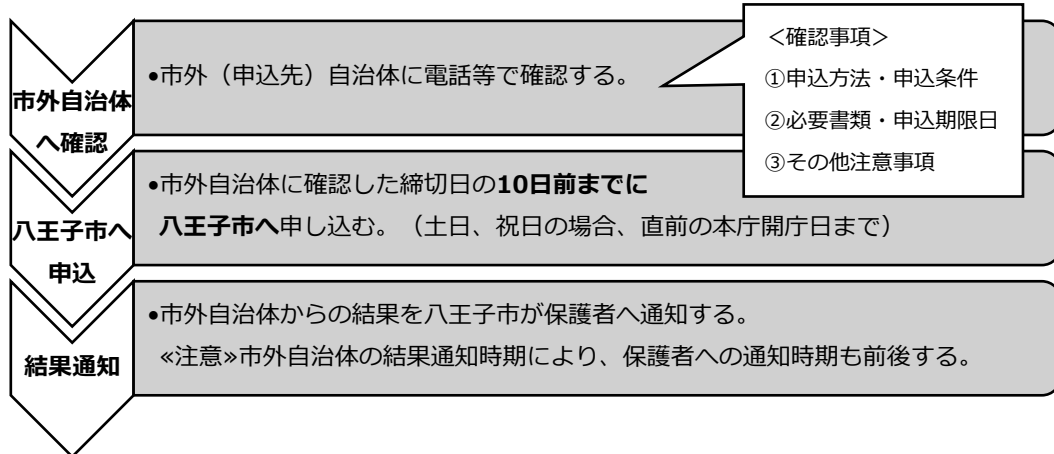 市外自治体
へ確認
•市外(申込先)自治体に電話等で確認する。
<確認事項>
①申込方法・申込条件
②必要書類・申込期限日
③その他注意事項
八王子市へ
申込
•市外自治体に確認した締切日の10日前までに
八王子市へ申し込む。(土日、祝日の場合、直前の本庁開庁日まで)
結果通知
•市外自治体からの結果を八王子市が保護者へ通知する。
≪注意≫市外自治体の結果通知時期により、保護者への通知時期も前後する。